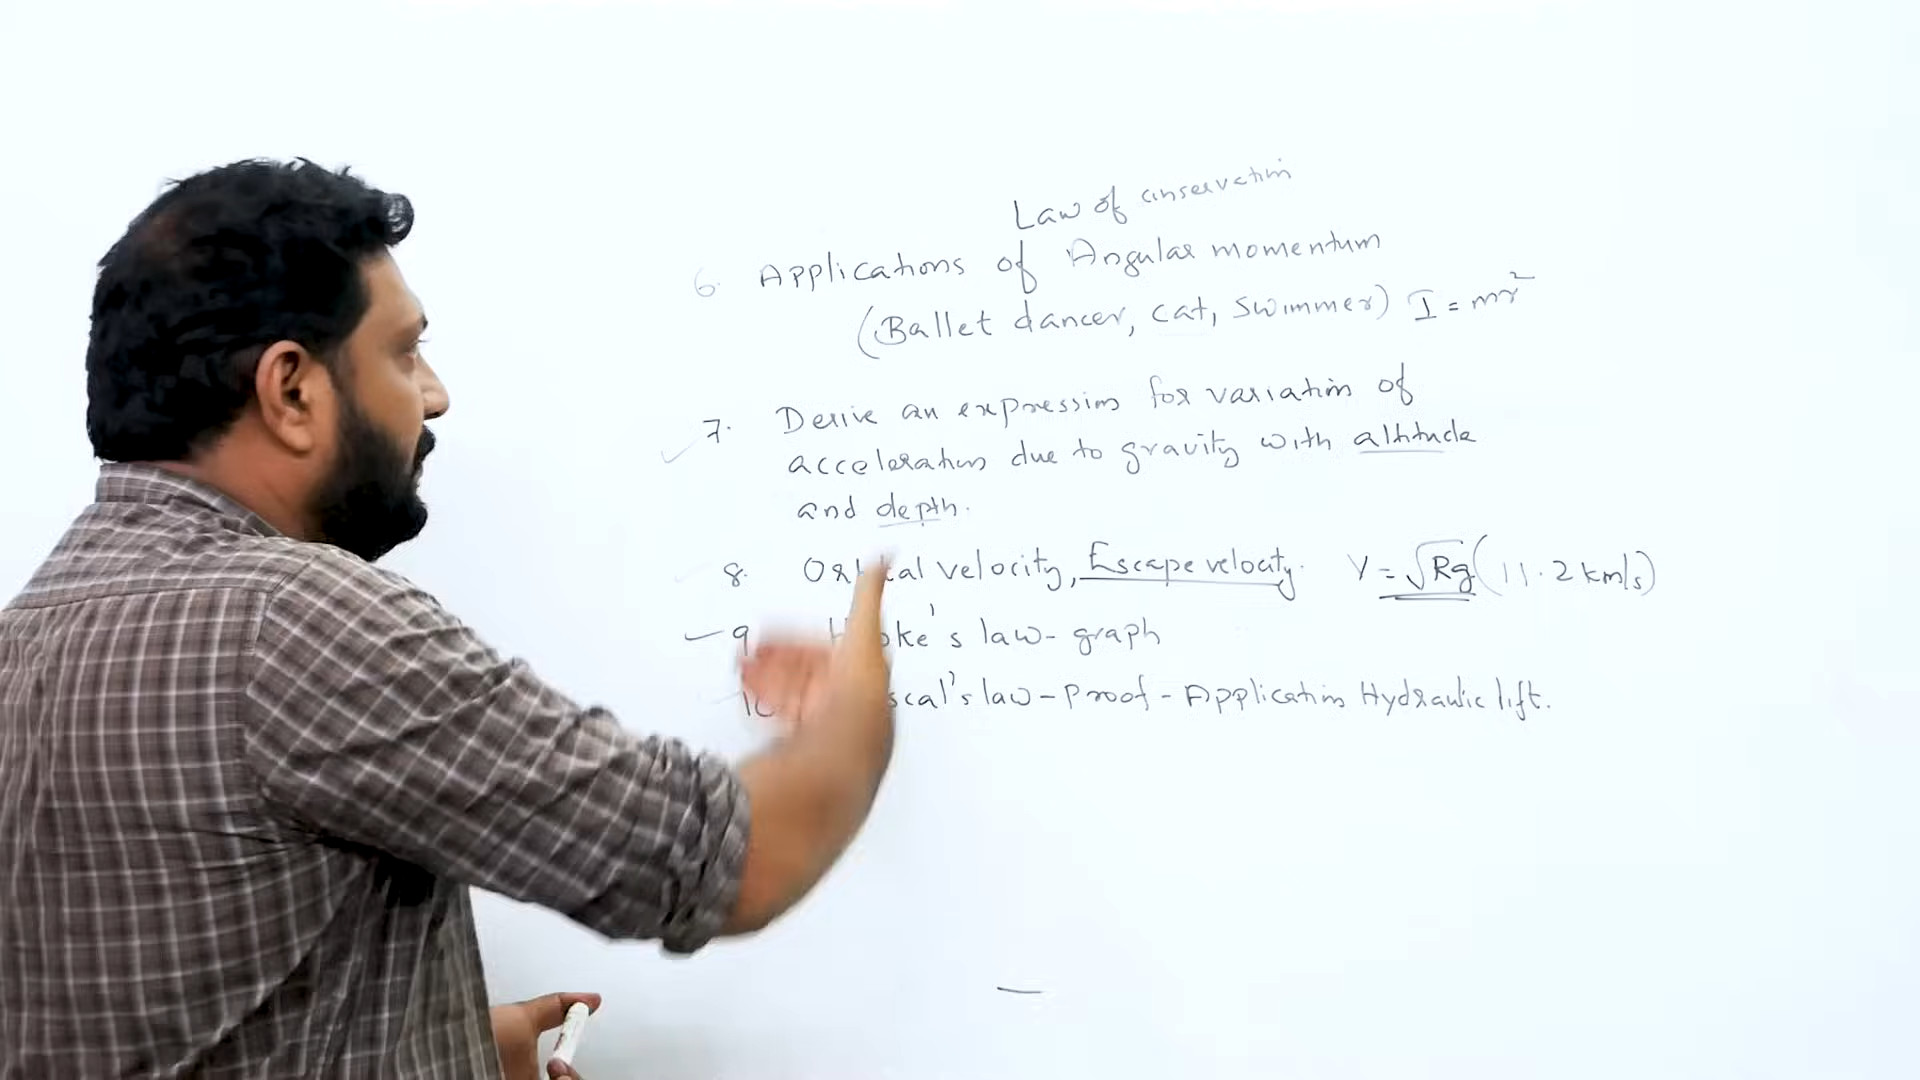 Law of conservation
6. Applications of Angular momentum
(Ballet dancer, cat, swimmer) I = mr²
7. Derive an expression for variation of
acceleration due to gravity with altitude
and depth.
8. Orbital velocity, Escape velocity. V = √Rg (11.2 km/s)
9 Hooke's law - graph
10 scal's law - proof - Application Hydraulic lift.